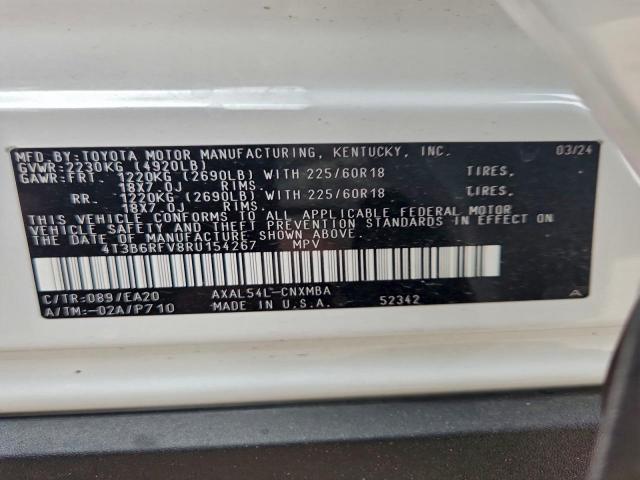 MFD.BY:TOYOTA MOTOR MANUFACTURING, KENTUCKY, INC. 03/24
GVWR:2230KG (4920LB)
GAWR:FRT. 1220KG (2690LB) WITH 225/60R18 TIRES,
18X7.0J RIMS.
RR. 1220KG (2690LB) WITH 225/60R18 TIRES,
18X7.0J RIMS.
THIS VEHICLE CONFORMS TO ALL APPLICABLE FEDERAL MOTOR
VEHICLE SAFETY AND THEFT PREVENTION STANDARDS IN EFFECT ON
THE DATE OF MANUFACTURE SHOWN ABOVE.
4T3B6RFV8RU154267 MPV
C/TR:089/EA20 AXAL54L-CNXMBA
A/TM:-02A/P710 MADE IN U.S.A. 52342 A